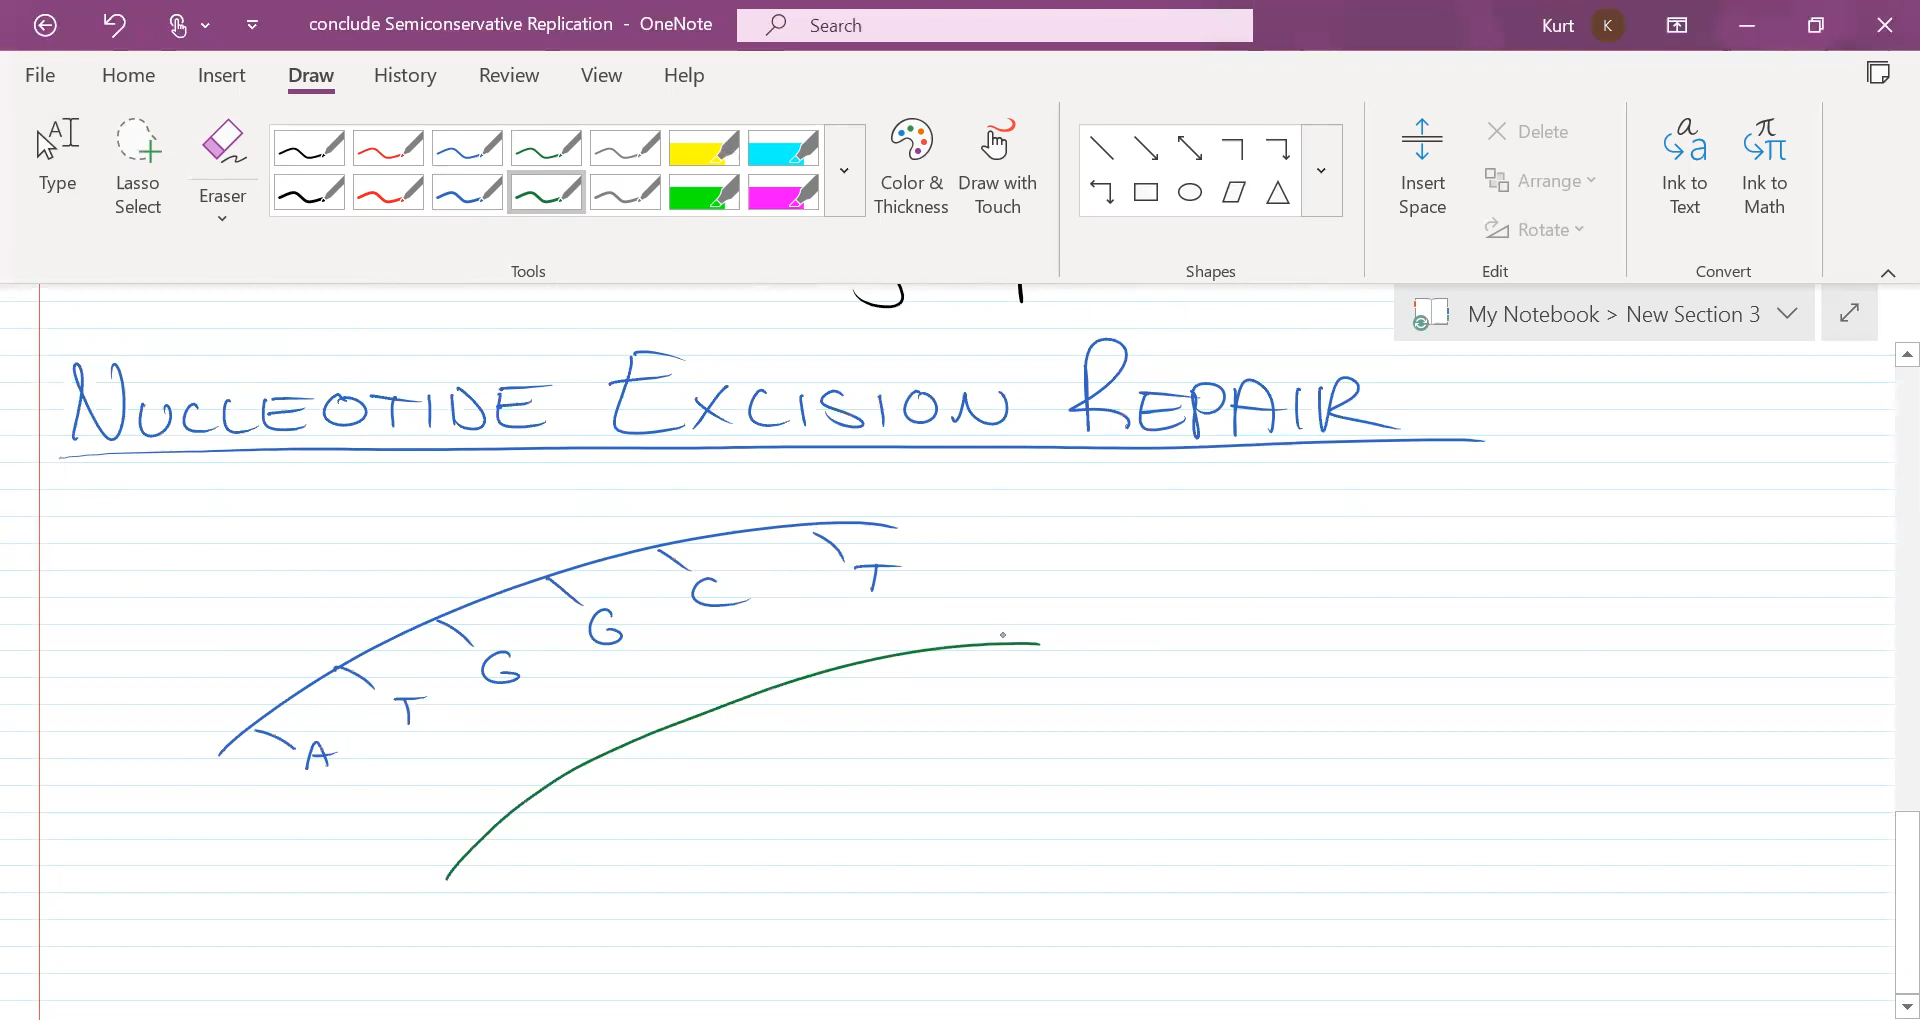 conclude Semiconservative Replication - OneNote
Search
Kurt
K
File Home Insert Draw History Review View Help
Type
Lasso Select
Eraser
Color & Thickness
Draw with Touch
Insert Space
Delete
Arrange
Rotate
Ink to Text
Ink to Math
Tools
Shapes
Edit
Convert
My Notebook > New Section 3
NUCLEOTIDE EXCISION REPAIR
A T G G C T